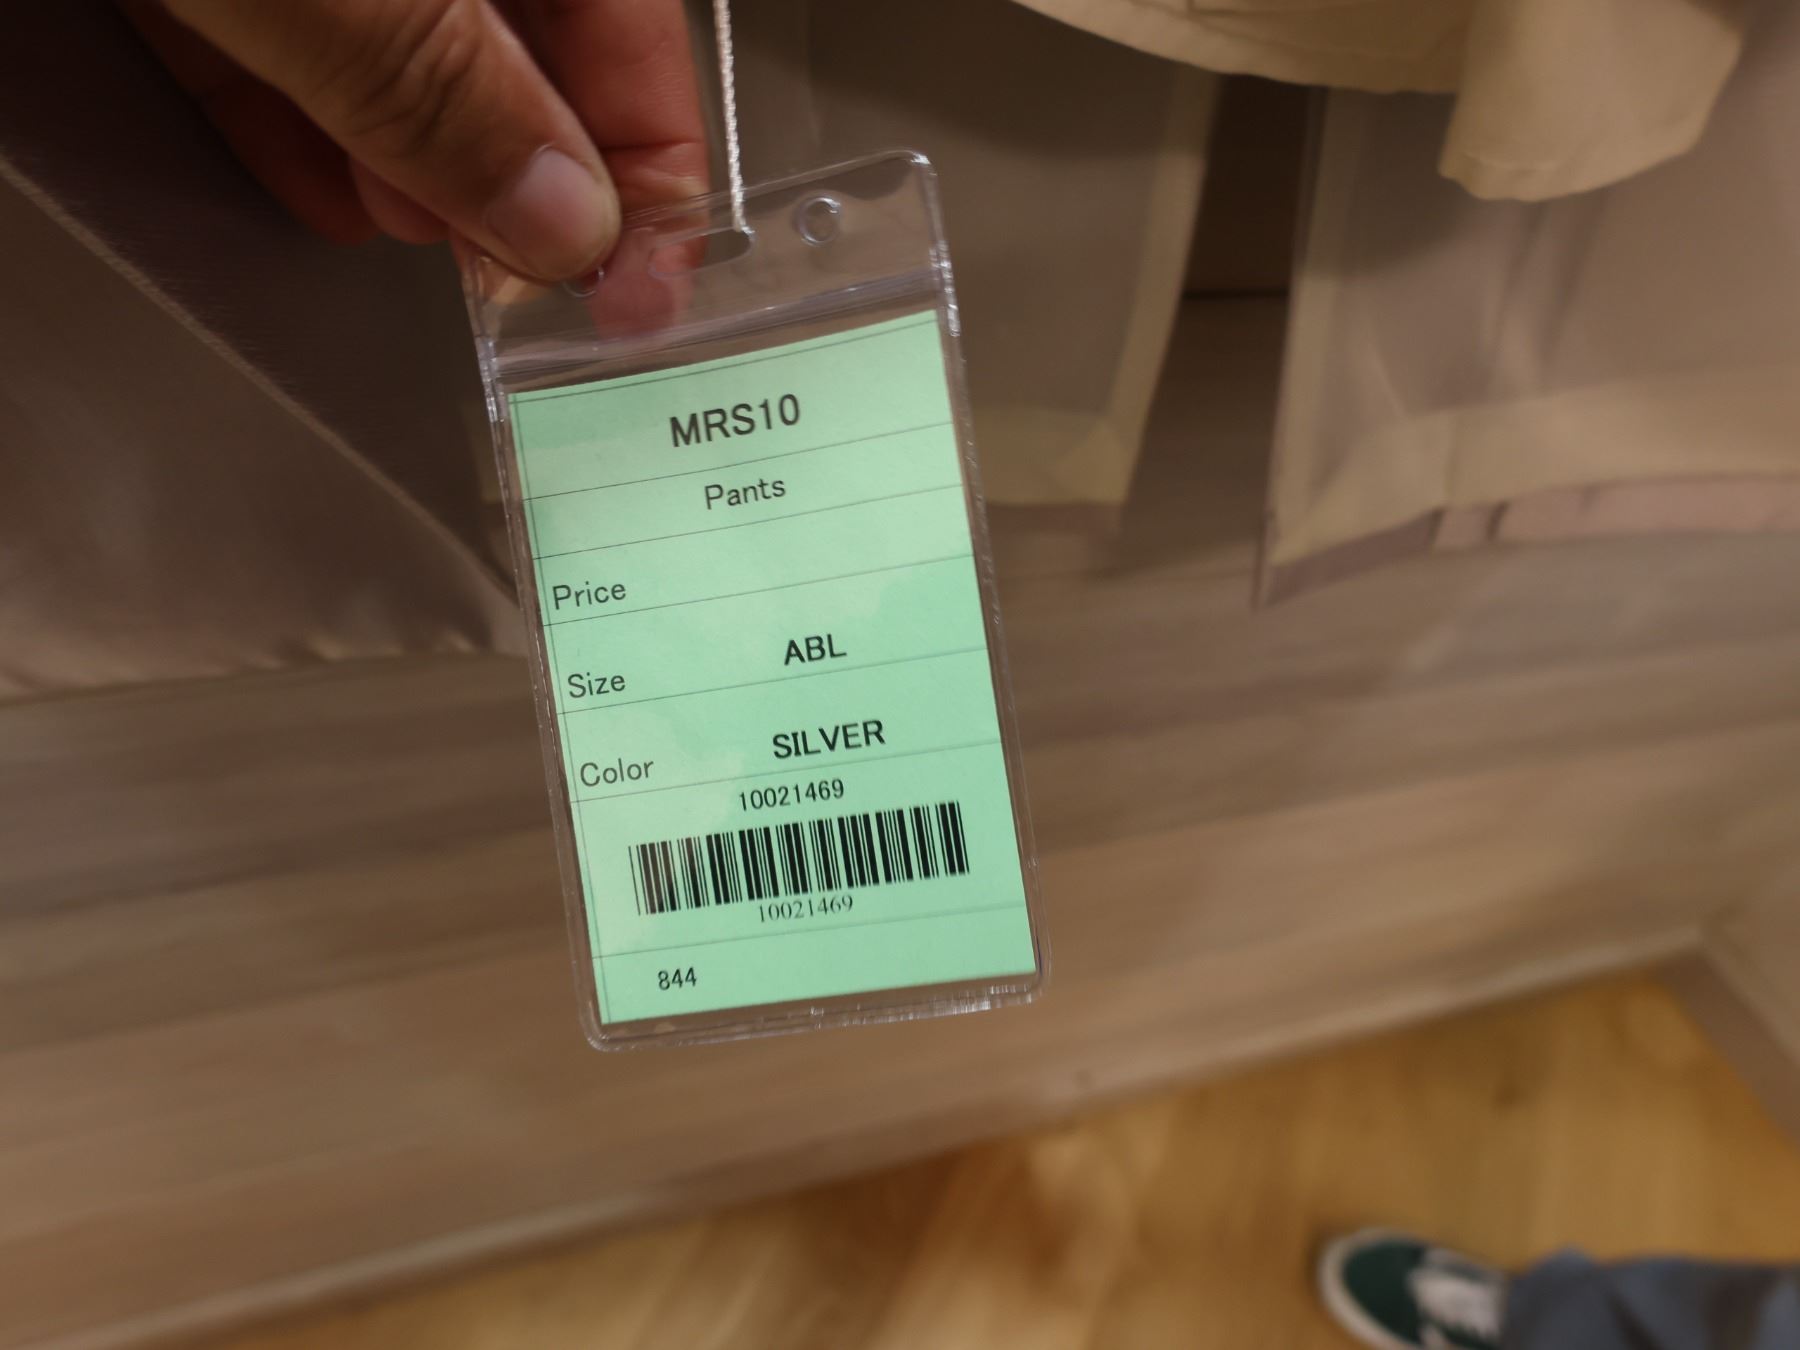 MRS10
Pants
Price
Size ABL
Color SILVER
10021469
10021469
844